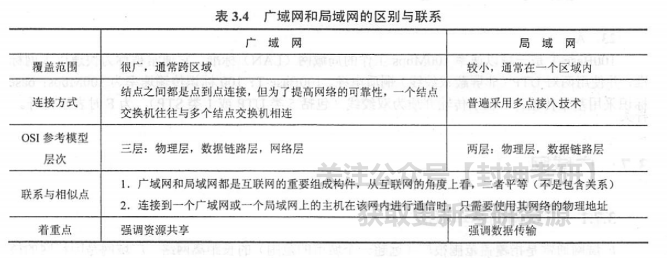 表 3.4 广域网和局域网的区别与联系
广 域 网 局 域 网
覆盖范围 很广，通常跨区域 较小，通常在一个区域内
连接方式 结点之间都是点到点连接，但为了提高网络的可靠性，一个结点
交换机往往与多个结点交换机相连 普遍采用多点接入技术
OSI 参考模型
层次 三层：物理层，数据链路层，网络层 两层：物理层，数据链路层
联系与相似点 1．广域网和局域网都是互联网的重要组成构件，从互联网的角度上看，二者平等（不是包含关系）
2．连接到一个广域网或一个局域网上的主机在该网内进行通信时，只需要使用其网络的物理地址
着重点 强调资源共享 强调数据传输
关注公众号【封神考研】
获取更新考研资源